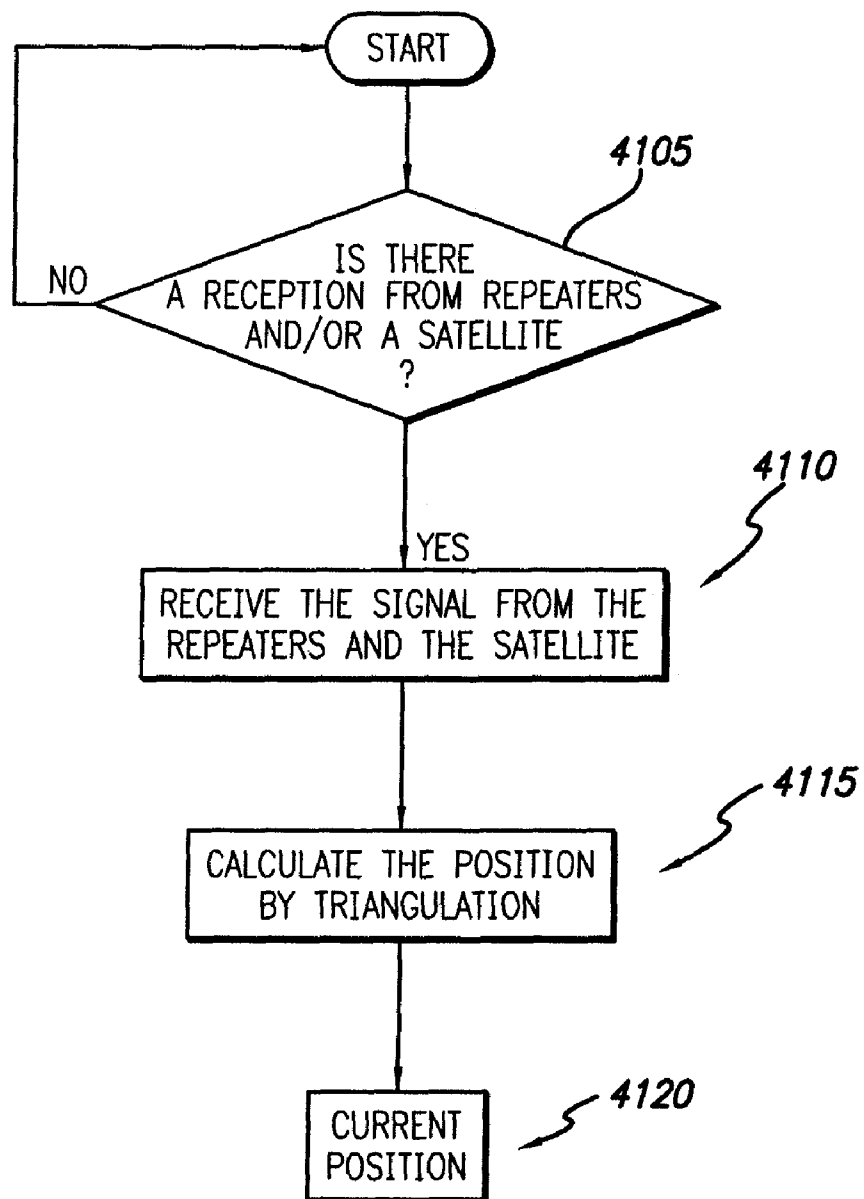 START
4105
IS THERE
A RECEPTION FROM REPEATERS
AND/OR A SATELLITE
?
NO
YES
4110
RECEIVE THE SIGNAL FROM THE
REPEATERS AND THE SATELLITE
4115
CALCULATE THE POSITION
BY TRIANGULATION
4120
CURRENT
POSITION